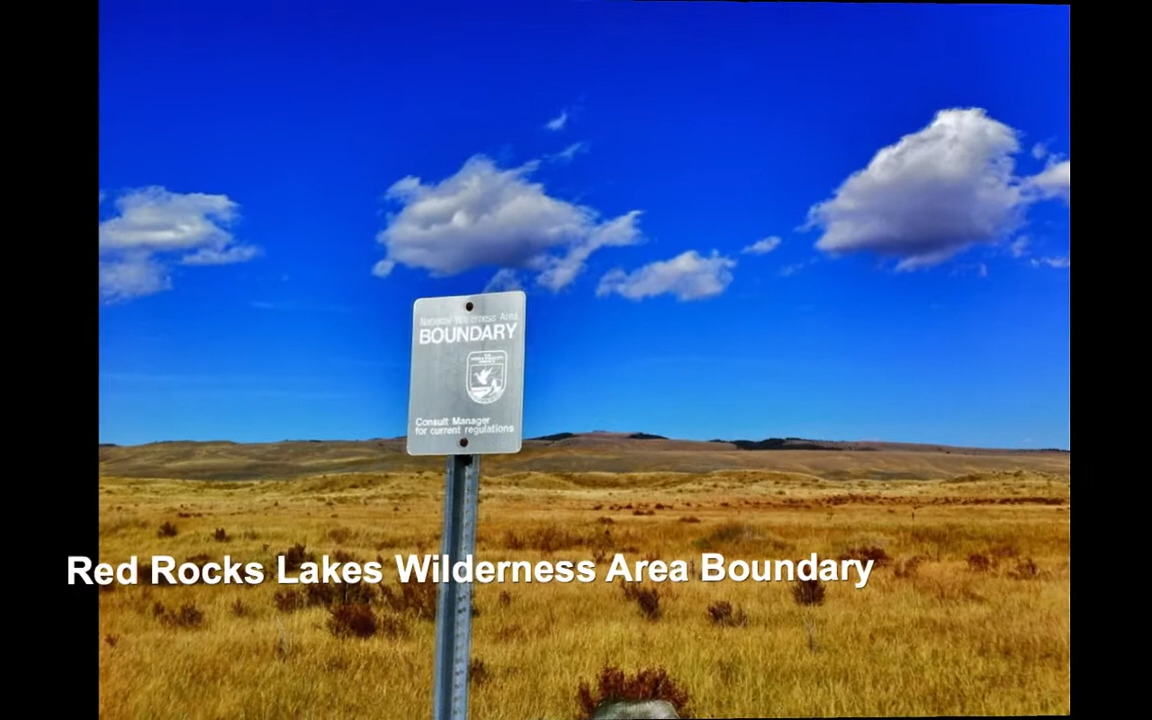 National Wilderness Area
BOUNDARY
Consult Manager
for current regulations
Red Rocks Lakes Wilderness Area Boundary